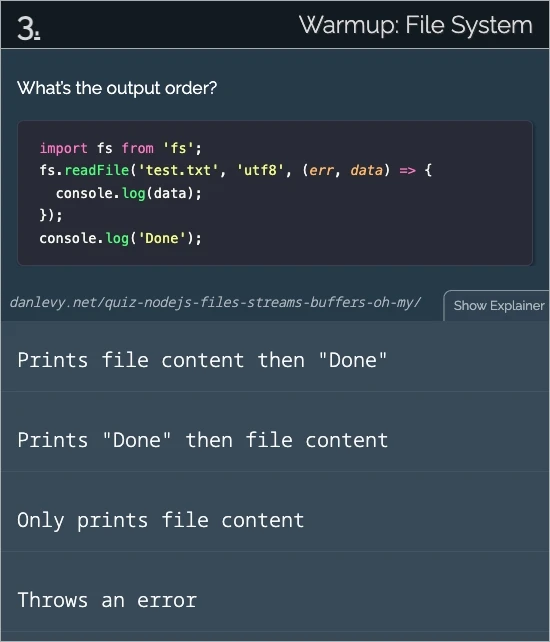 3.
Warmup: File System
What's the output order?
import fs from 'fs';
fs.readFile('test.txt', 'utf8', (err, data) => {
  console.log(data);
});
console.log('Done');
danlevy.net/quiz-nodejs-files-streams-buffers-oh-my/
Show Explainer
Prints file content then "Done"
Prints "Done" then file content
Only prints file content
Throws an error